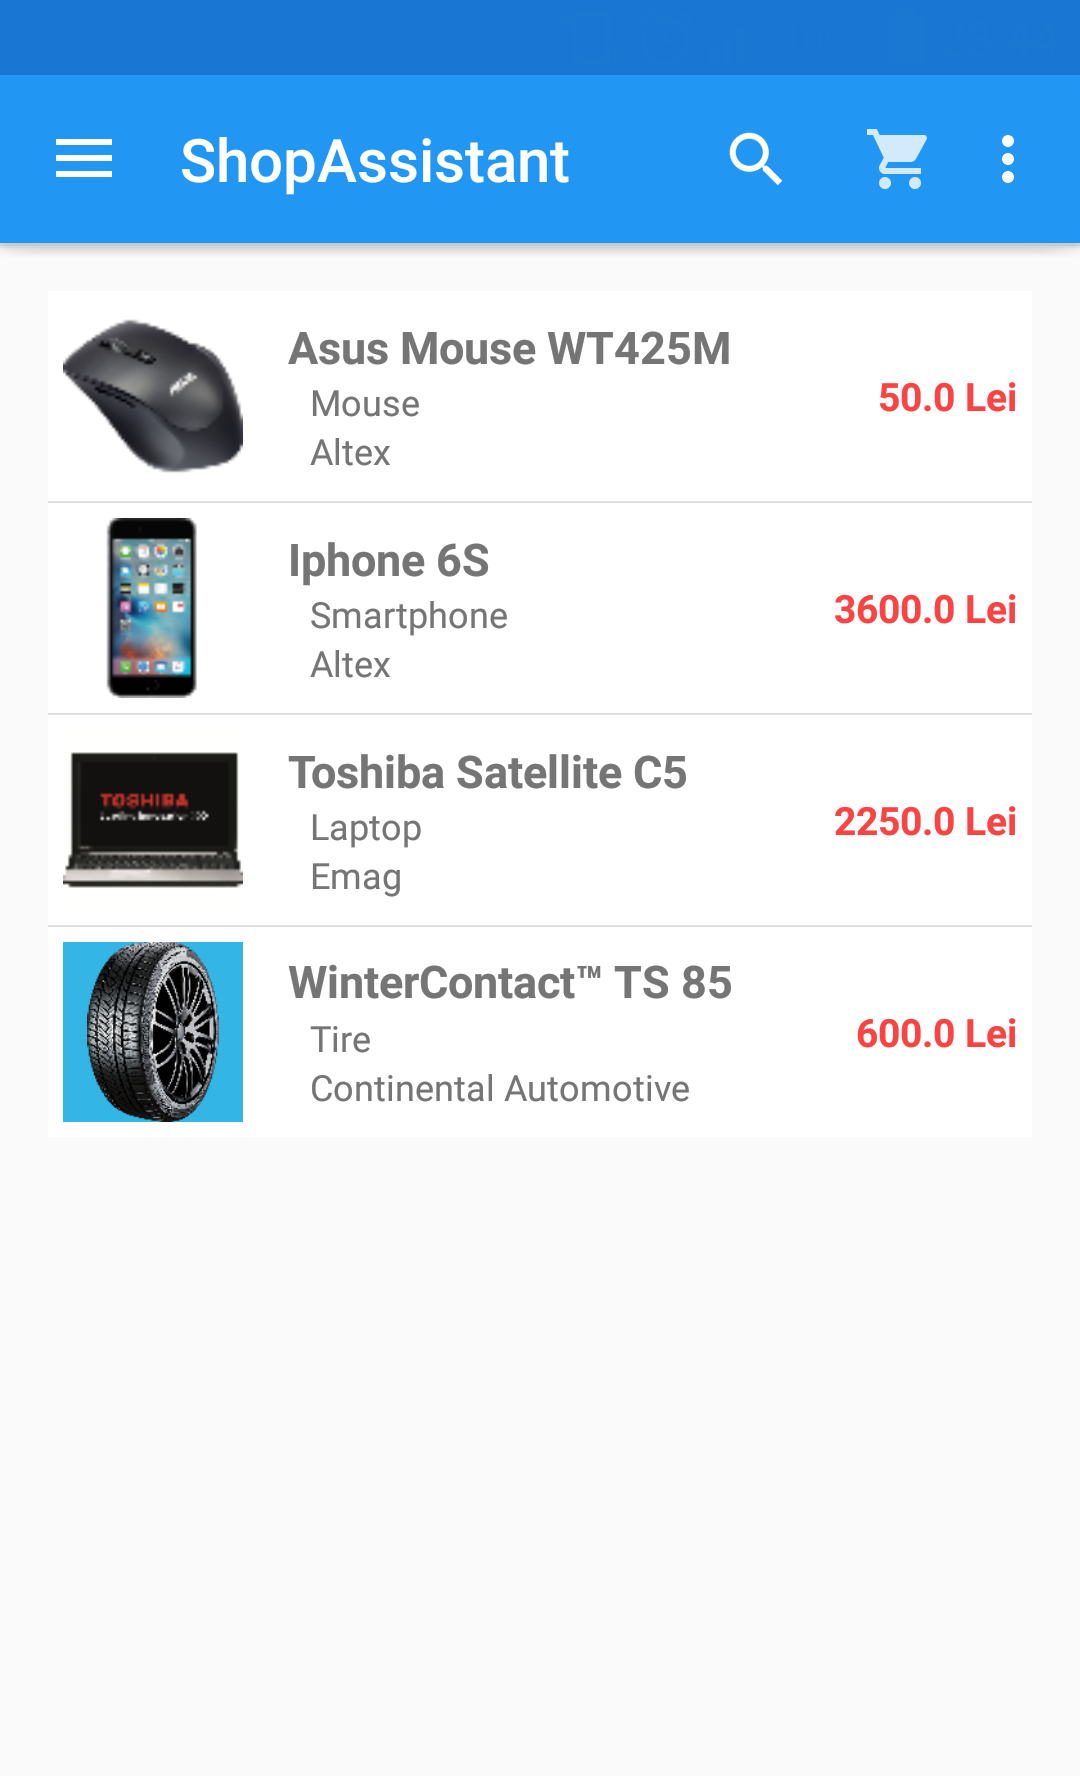 ShopAssistant
Asus Mouse WT425M
Mouse
Altex
50.0 Lei
Iphone 6S
Smartphone
Altex
3600.0 Lei
TOSHIBA
Toshiba Satellite C5
Laptop
Emag
2250.0 Lei
WinterContact™ TS 85
Tire
Continental Automotive
600.0 Lei